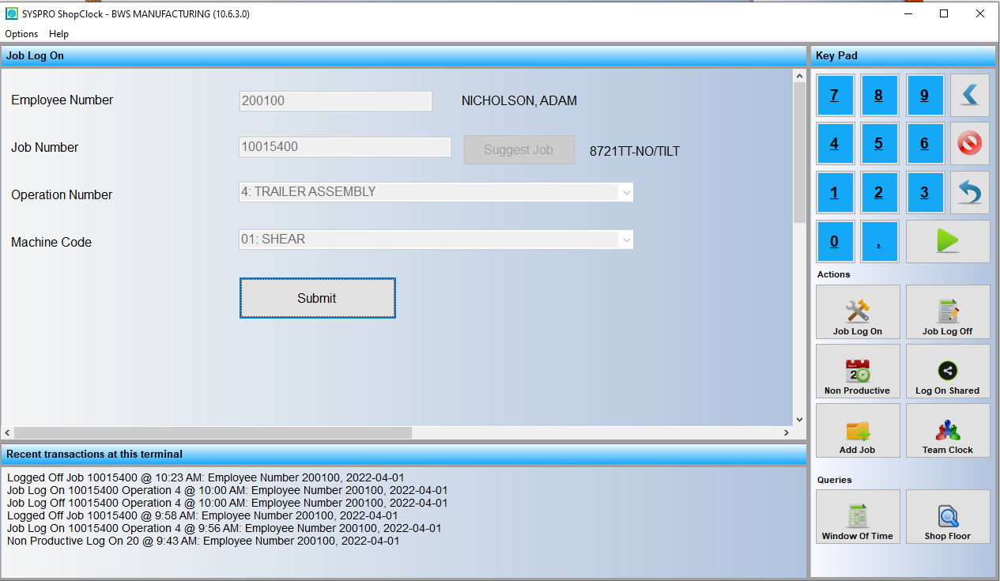 SYSPRO ShopClock - BWS MANUFACTURING (10.6.3.0)
Options Help
Job Log On
Employee Number 200100 NICHOLSON, ADAM
Job Number 10015400 Suggest Job 8721TT-NO/TILT
Operation Number 4: TRAILER ASSEMBLY
Machine Code 01: SHEAR
Submit
Recent transactions at this terminal
Logged Off Job 10015400 @ 10:23 AM: Employee Number 200100, 2022-04-01
Job Log On 10015400 Operation 4 @ 10:00 AM: Employee Number 200100, 2022-04-01
Job Log Off 10015400 Operation 4 @ 10:00 AM: Employee Number 200100, 2022-04-01
Logged Off Job 10015400 @ 9:58 AM: Employee Number 200100, 2022-04-01
Job Log On 10015400 Operation 4 @ 9:56 AM: Employee Number 200100, 2022-04-01
Non Productive Log On 20 @ 9:43 AM: Employee Number 200100, 2022-04-01
Key Pad
7 8 9
4 5 6
1 2 3
0 .
Actions
Job Log On Job Log Off
Non Productive Log On Shared
Add Job Team Clock
Queries
Window Of Time Shop Floor